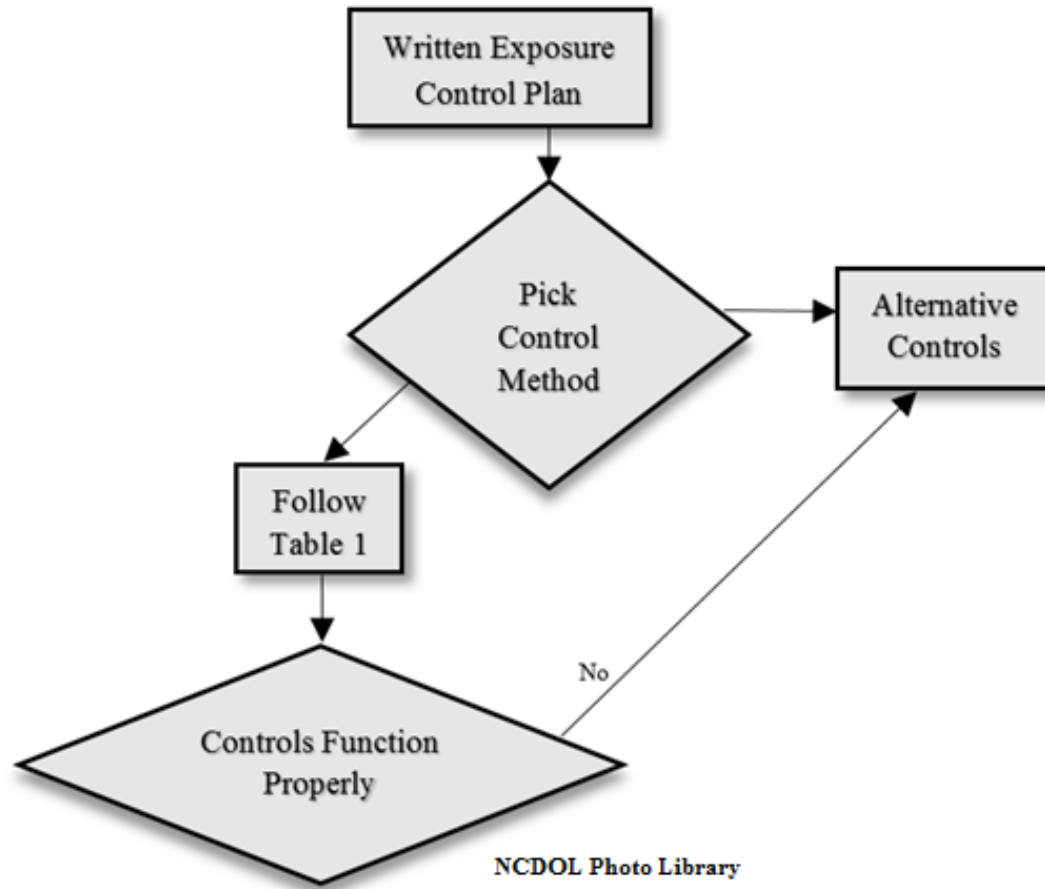 Written Exposure
Control Plan
Pick
Control
Method
Alternative
Controls
Follow
Table 1
No
Controls Function
Properly
NCDOL Photo Library